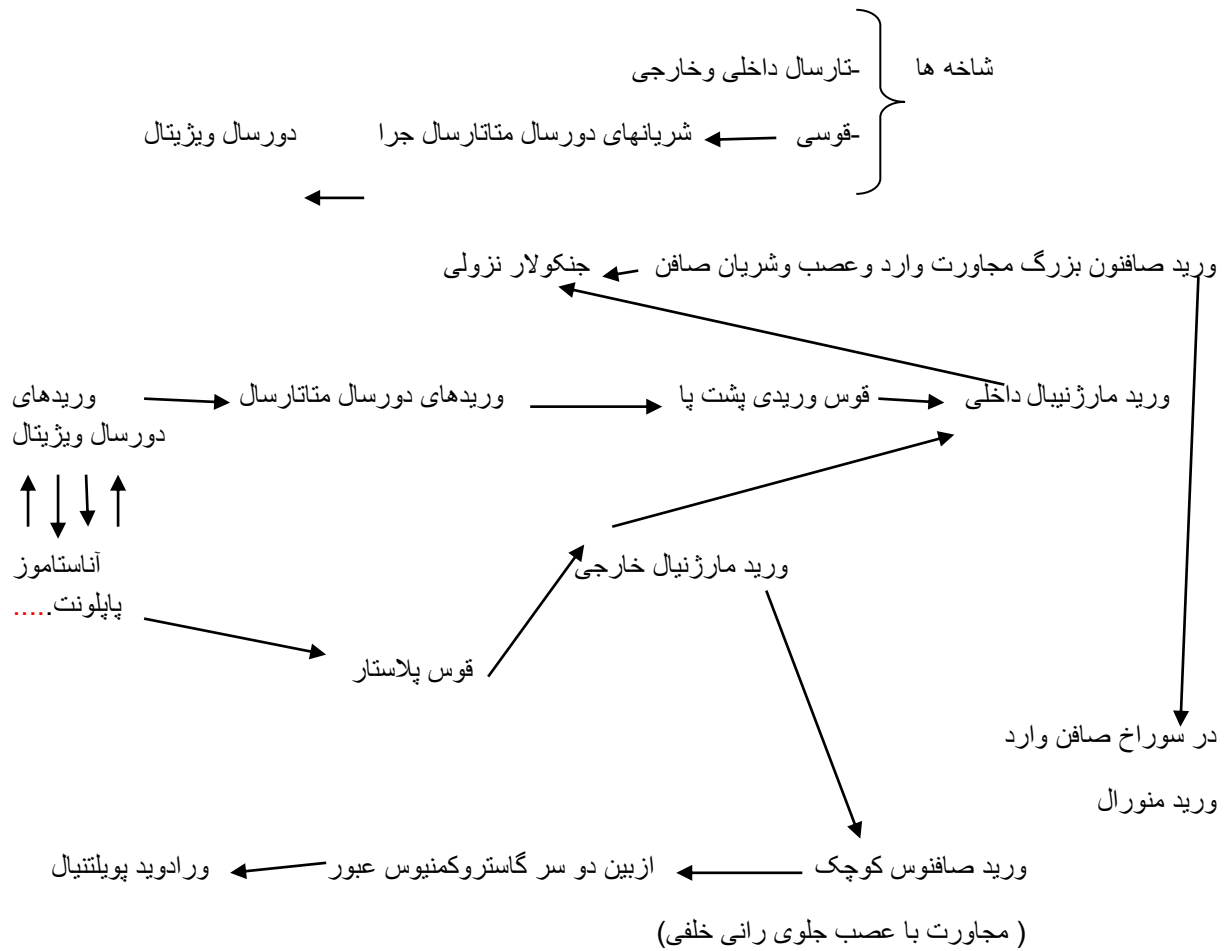 شاخه ها
-تارسال داخلی وخارجی
-قوسی
شریانهای دورسال متاتارسال جرا
دورسال ویژیتال
ورید صافنون بزرگ مجاورت وارد وعصب وشریان صافن
جنکولار نزولی
ورید مارژنیبال داخلی
قوس وریدی پشت پا
وریدهای دورسال متاتارسال
وریدهای
دورسال ویژیتال
آناستاموز
پاپلونت.....
ورید مارژنیال خارجی
قوس پلاستار
در سوراخ صافن وارد
ورید منورال
ورید صافنوس کوچک
ازبین دو سر گاستروکمنیوس عبور
ورادوید پویلتنیال
( مجاورت با عصب جلوی رانی خلفی)